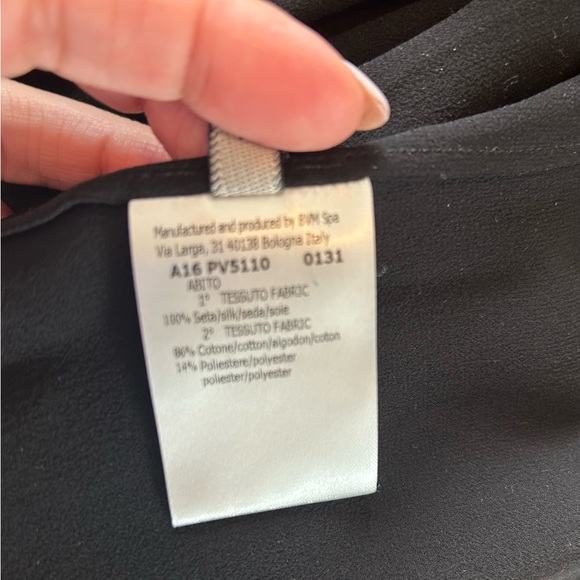 Manufactured and produced by BVM Spa
Via Larga, 31 40138 Bologna Italy
A16 PV5110 0131
ABITO
1° TESSUTO FABRIC
100% Seta/silk/seda/soie
2° TESSUTO FABRIC
86% Cotone/cotton/algodon/coton
14% Poliestere/polyester
poliester/polyester